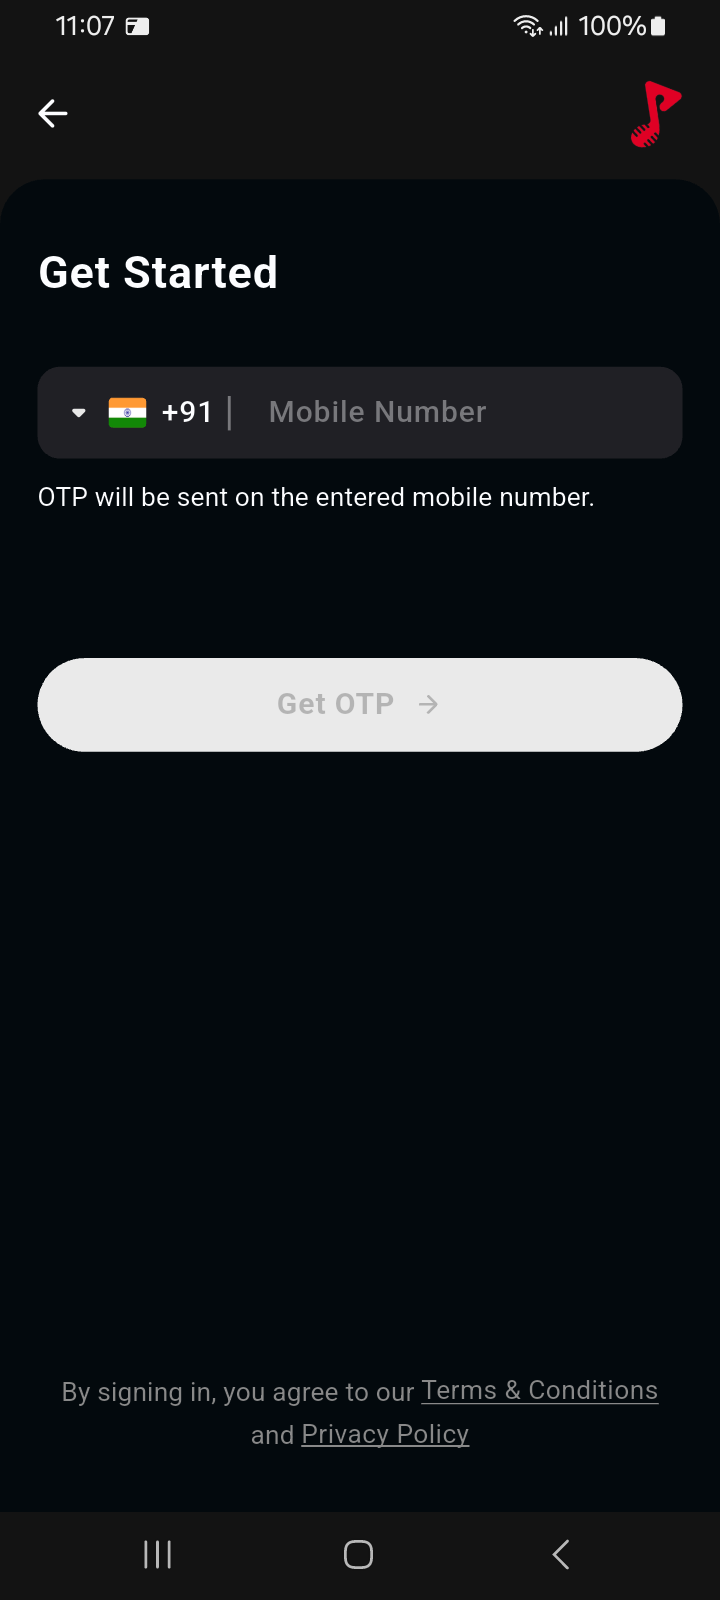 11:07 100%
Get Started
+91 Mobile Number
OTP will be sent on the entered mobile number.
Get OTP
By signing in, you agree to our Terms & Conditions
and Privacy Policy